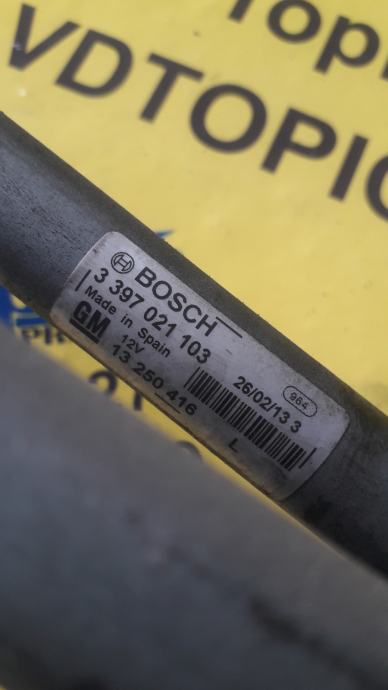 Topi
VDTOPIC
BOSCH
3 397 021 103
Made in Spain
26/02/13 3
964
GM
12V
13 250 416
L